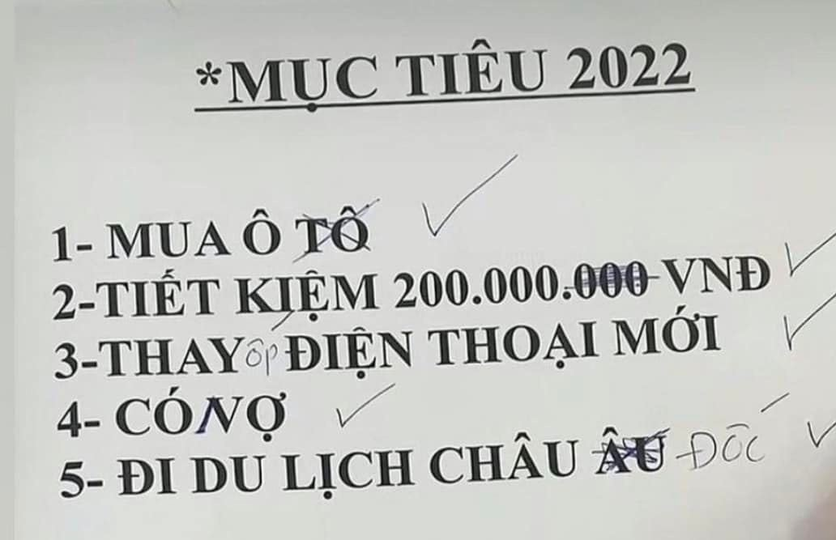 *MỤC TIÊU 2022
1- MUA Ô TÔ
2-TIẾT KIỆM 200.000.000 VNĐ
3-THAY ốp ĐIỆN THOẠI MỚI
4- CÓ NVỢ
5- ĐI DU LỊCH CHÂU ÂU ĐỐC